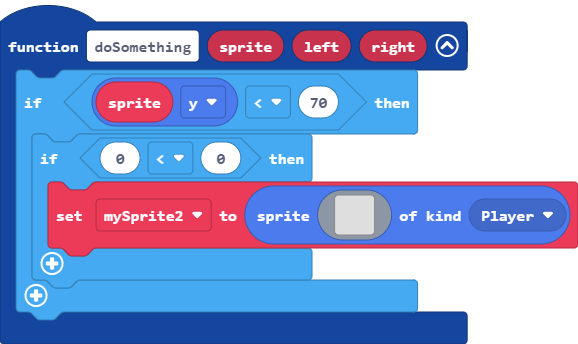 function doSomething sprite left right
if sprite y < 70 then
if 0 < 0 then
set mySprite2 to sprite of kind Player